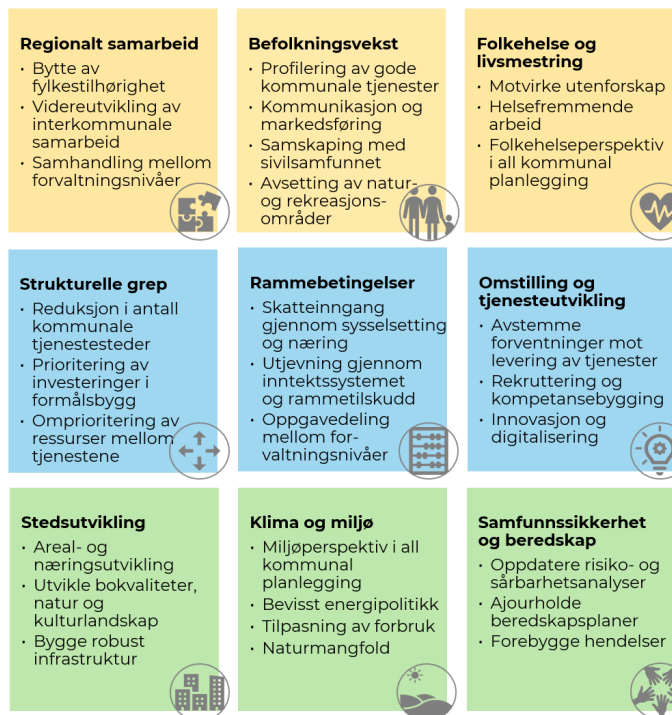 Regionalt samarbeid
· Bytte av
fylkestilhørighet
· Videreutvikling av
interkommunale
samarbeid
· Samhandling mellom
forvaltningsnivåer
Befolkningsvekst
· Profilering av gode
kommunale tjenester
· Kommunikasjon og
markedsføring
· Samskaping med
sivilsamfunnet
· Avsetting av natur-
og rekreasjons-
områder
Folkehelse og
livsmestring
· Motvirke utenforskap
· Helsefremmende
arbeid
· Folkehelseperspektiv
i all kommunal
planlegging
Strukturelle grep
· Reduksjon i antall
kommunale
tjenestesteder
· Prioritering av
investeringer i
formålsbygg
· Omprioritering av
ressurser mellom
tjenestene
Rammebetingelser
· Skatteinngang
gjennom sysselsetting
og næring
· Utjevning gjennom
inntektssystemet
og rammetilskudd
· Oppgavedeling
mellom for-
valtningsnivåer
Omstilling og
tjenesteutvikling
· Avstemme
forventninger mot
levering av tjenester
· Rekruttering og
kompetansebygging
· Innovasjon og
digitalisering
Stedsutvikling
· Areal- og
næringsutvikling
· Utvikle bokvaliteter,
natur og
kulturlandskap
· Bygge robust
infrastruktur
Klima og miljø
· Miljøperspektiv i all
kommunal
planlegging
· Bevisst energipolitikk
· Tilpasning av forbruk
· Naturmangfold
Samfunnssikkerhet
og beredskap
· Oppdatere risiko- og
sårbarhetsanalyser
· Ajourholde
beredskapsplaner
· Forebygge hendelser